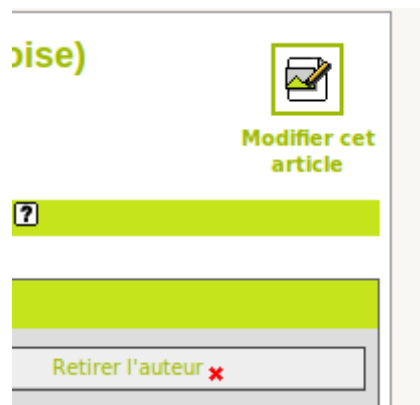 oise)
Modifier cet
article
?
Retirer l'auteur